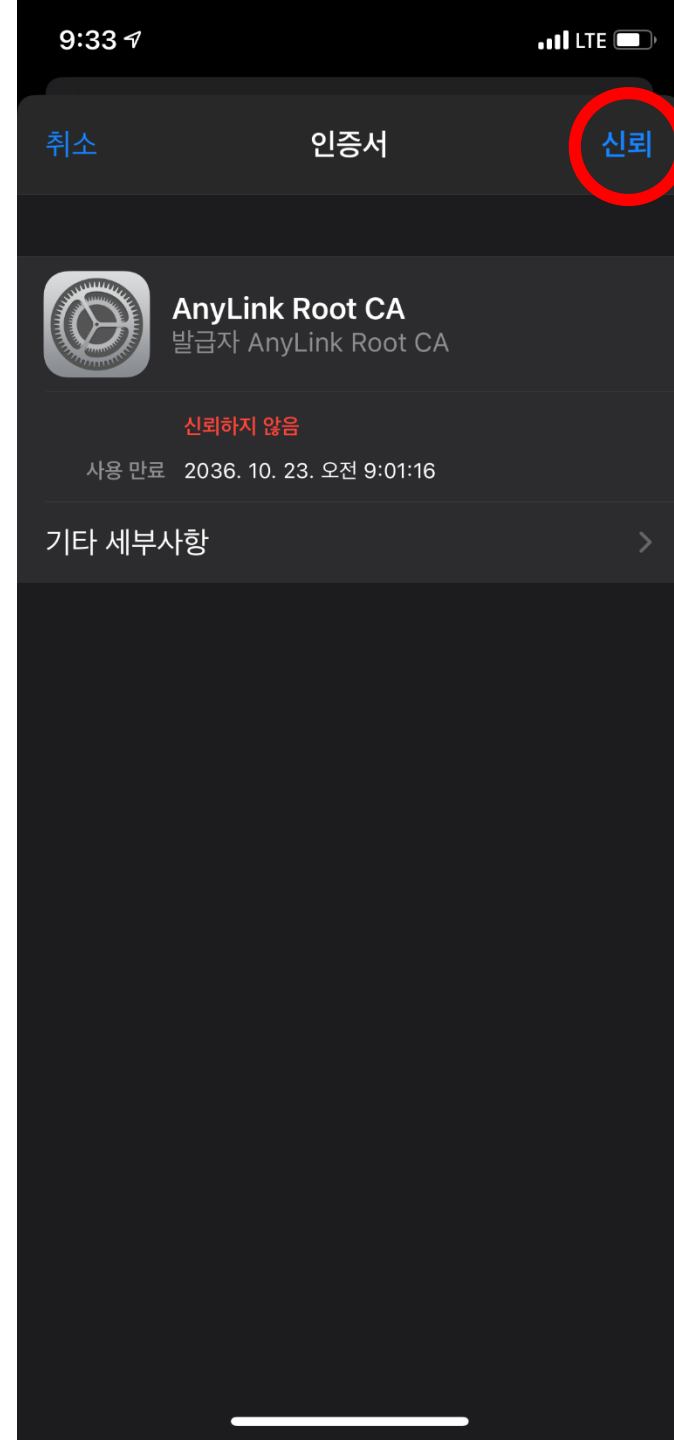 9:33 LTE
취소 인증서 신뢰
AnyLink Root CA
발급자 AnyLink Root CA
신뢰하지 않음
사용 만료 2036. 10. 23. 오전 9:01:16
기타 세부사항